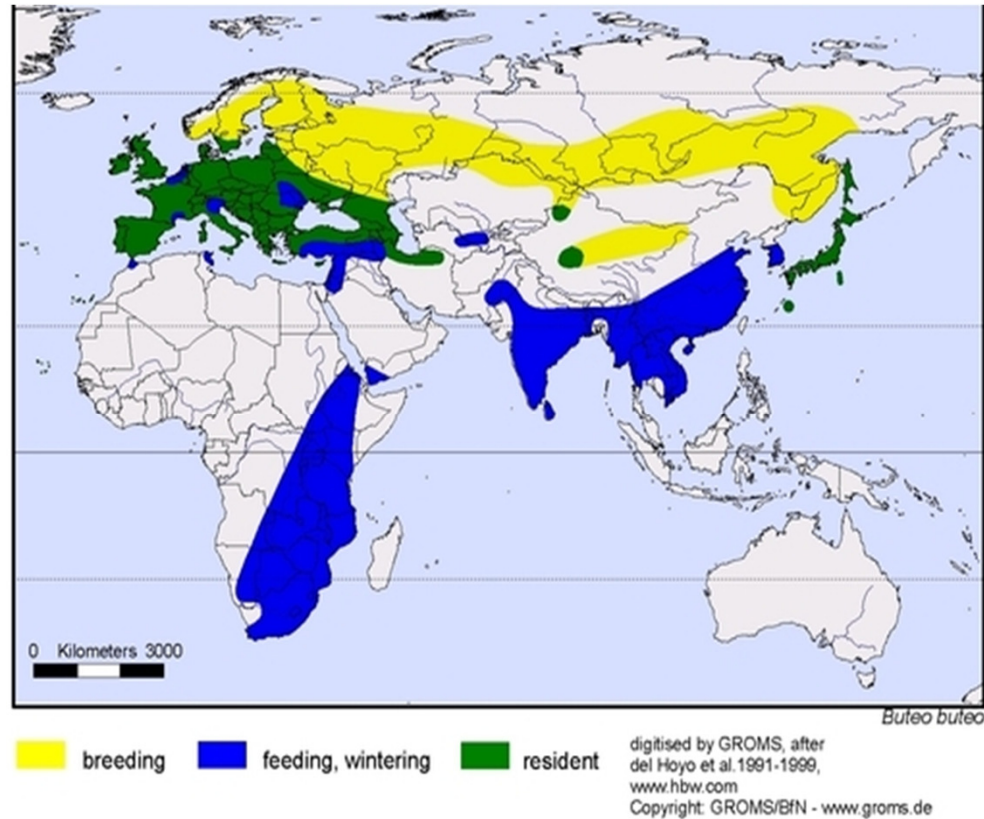 0 Kilometers 3000
Buteo buteo
breeding
feeding, wintering
resident
digitised by GROMS, after
del Hoyo et al.1991-1999,
www.hbw.com
Copyright: GROMS/BfN - www.groms.de